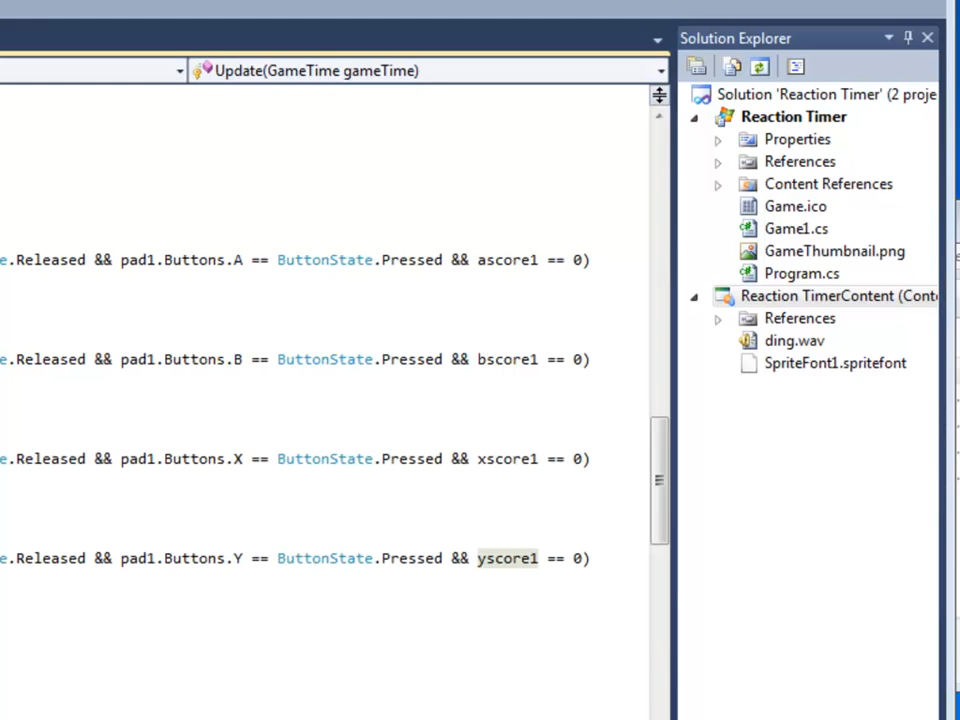 Solution Explorer
Update(GameTime gameTime)
Solution 'Reaction Timer' (2 proje
Reaction Timer
Properties
References
Content References
Game.ico
Game1.cs
GameThumbnail.png
Program.cs
Reaction TimerContent (Conte
References
ding.wav
SpriteFont1.spritefont
e.Released && pad1.Buttons.A == ButtonState.Pressed && ascore1 == 0)
e.Released && pad1.Buttons.B == ButtonState.Pressed && bscore1 == 0)
e.Released && pad1.Buttons.X == ButtonState.Pressed && xscore1 == 0)
e.Released && pad1.Buttons.Y == ButtonState.Pressed && yscore1 == 0)